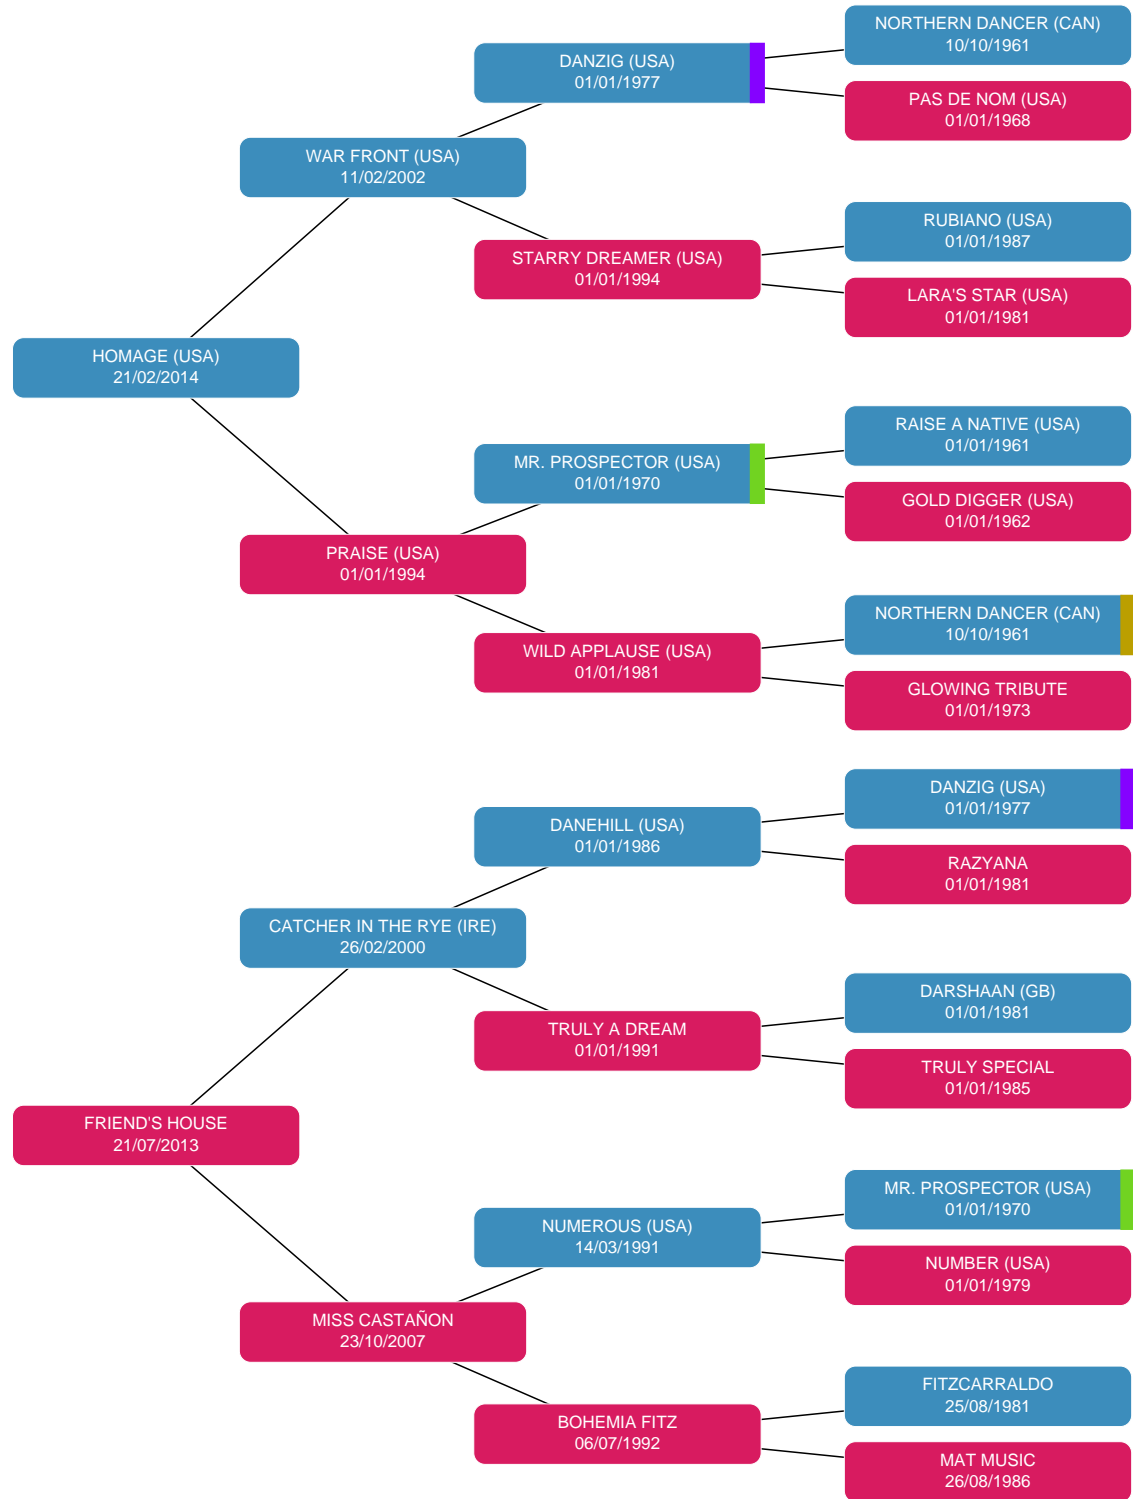 NORTHERN DANCER (CAN)
10/10/1961
DANZIG (USA)
01/01/1977
PAS DE NOM (USA)
01/01/1968
WAR FRONT (USA)
11/02/2002
RUBIANO (USA)
01/01/1987
STARRY DREAMER (USA)
01/01/1994
LARA'S STAR (USA)
01/01/1981
HOMAGE (USA)
21/02/2014
RAISE A NATIVE (USA)
01/01/1961
MR. PROSPECTOR (USA)
01/01/1970
GOLD DIGGER (USA)
01/01/1962
PRAISE (USA)
01/01/1994
NORTHERN DANCER (CAN)
10/10/1961
WILD APPLAUSE (USA)
01/01/1981
GLOWING TRIBUTE
01/01/1973
DANZIG (USA)
01/01/1977
DANEHILL (USA)
01/01/1986
RAZYANA
01/01/1981
CATCHER IN THE RYE (IRE)
26/02/2000
DARSHAAN (GB)
01/01/1981
TRULY A DREAM
01/01/1991
TRULY SPECIAL
01/01/1985
FRIEND'S HOUSE
21/07/2013
MR. PROSPECTOR (USA)
01/01/1970
NUMEROUS (USA)
14/03/1991
NUMBER (USA)
01/01/1979
MISS CASTAÑON
23/10/2007
FITZCARRALDO
25/08/1981
BOHEMIA FITZ
06/07/1992
MAT MUSIC
26/08/1986